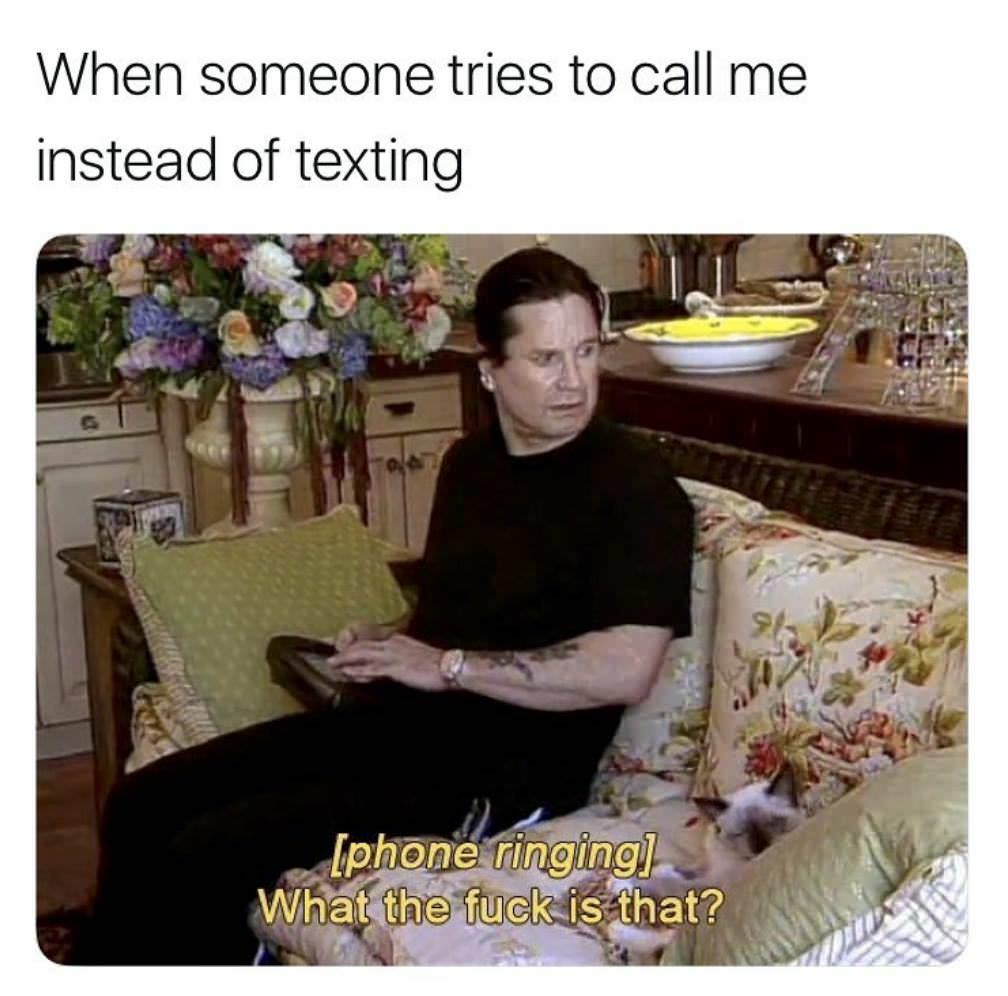 When someone tries to call me
instead of texting
[phone ringing]
What the fuck is that?